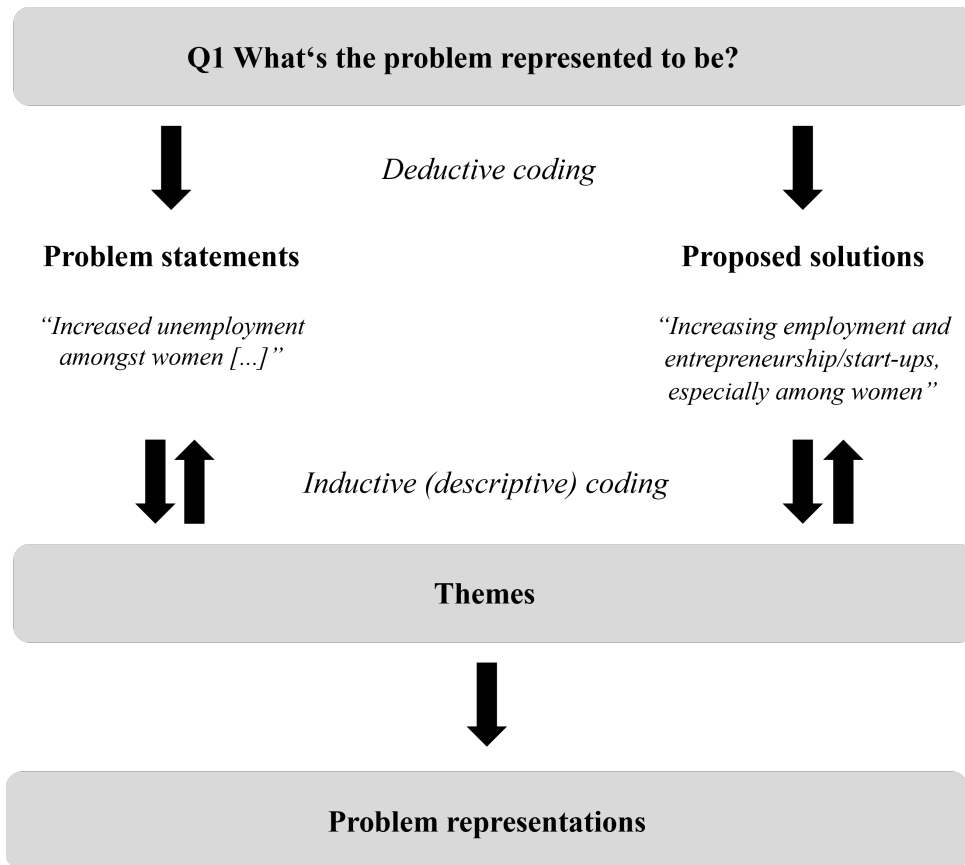 Q1 What‘s the problem represented to be?
Deductive coding
Problem statements
“Increased unemployment
amongst women [...]”
Proposed solutions
“Increasing employment and
entrepreneurship/start-ups,
especially among women”
Inductive (descriptive) coding
Themes
Problem representations